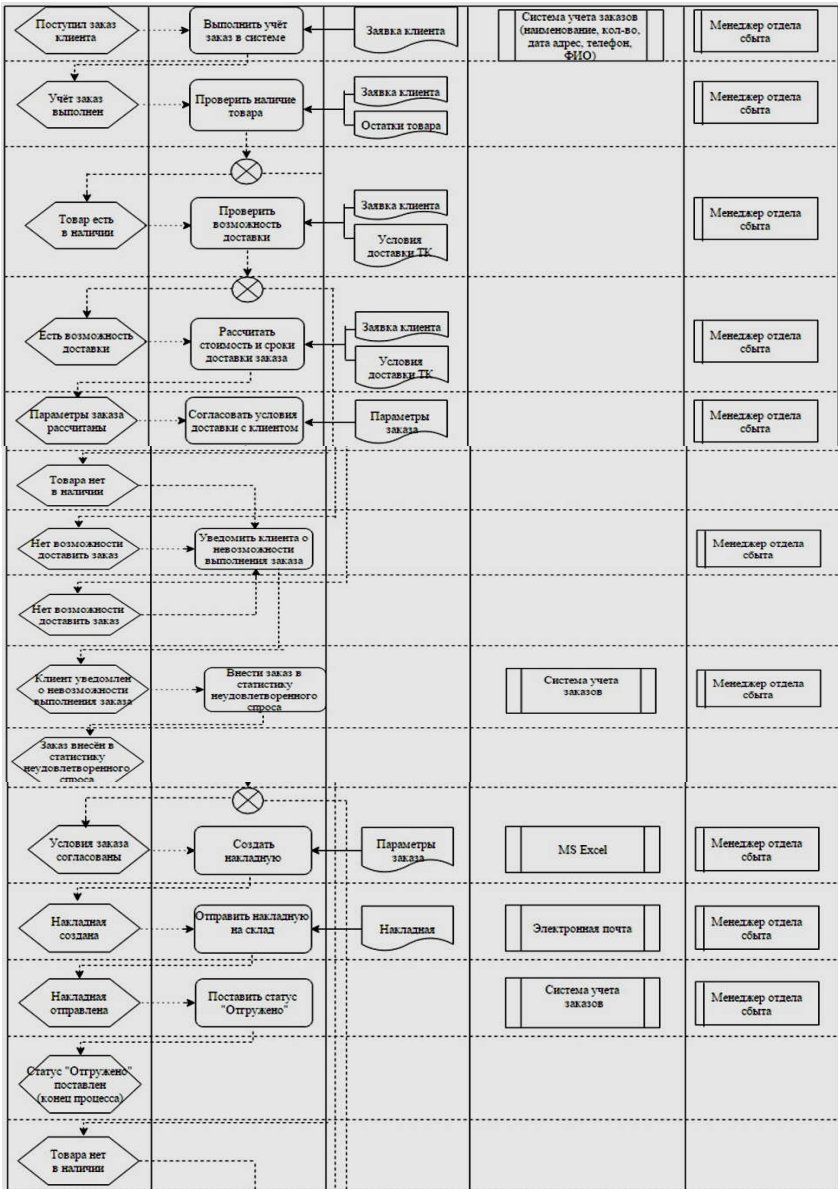 Поступил заказ
клиента
Выполнить учёт
заказ в системе
Заявка клиента
Система учета заказов
(наименование, кол-во,
дата адрес, телефон,
ФИО)
Менеджер отдела
сбыта
Учёт заказ
выполнен
Проверить наличие
товара
Заявка клиента
Остатки товара
Менеджер отдела
сбыта
Товар есть
в наличии
Проверить
возможность
доставки
Заявка клиента
Условия
доставки ТК
Менеджер отдела
сбыта
Есть возможность
доставки
Рассчитать
стоимость и сроки
доставки заказа
Заявка клиента
Условия
доставки ТК
Менеджер отдела
сбыта
Параметры заказа
рассчитаны
Согласовать условия
доставки с клиентом
Параметры
заказа
Менеджер отдела
сбыта
Товара нет
в наличии
Нет возможности
доставить заказ
Уведомить клиента о
невозможности
выполнения заказа
Менеджер отдела
сбыта
Нет возможности
доставить заказ
Клиент уведомлен
о невозможности
выполнения заказа
Внести заказ в
статистику
неудовлетворенного
спроса
Система учета
заказов
Менеджер отдела
сбыта
Заказ внесён в
статистику
неудовлетворенного
спроса
Условия заказа
согласованы
Создать
накладную
Параметры
заказа
MS Excel
Менеджер отдела
сбыта
Накладная
создана
Отправить накладную
на склад
Накладная
Электронная почта
Менеджер отдела
сбыта
Накладная
отправлена
Поставить статус
"Отгружено"
Система учета
заказов
Менеджер отдела
сбыта
Статус "Отгружено"
поставлен
(конец процесса)
Товара нет
в наличии